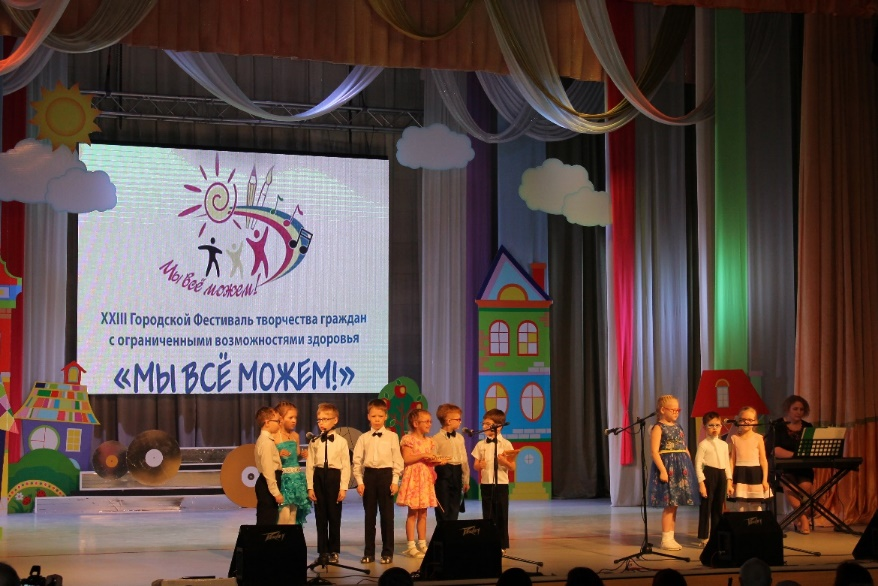 Мы всё можем!
XXIII Городской Фестиваль творчества граждан
с ограниченными возможностями здоровья
«МЫ ВСЁ МОЖЕМ!»